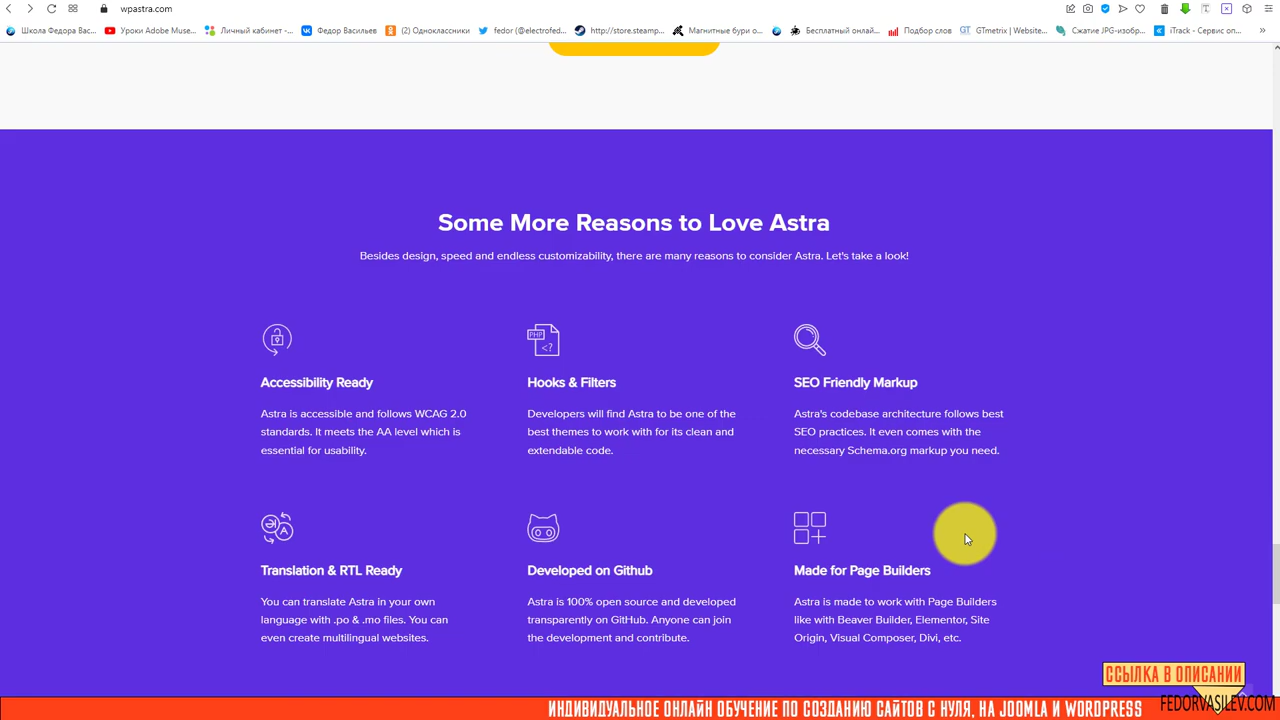 wpastra.com
Школа Федора Вас...
Уроки Adobe Muse...
Личный кабинет -...
Федор Васильев
(2) Одноклассники
fedor (@electrofed...
http://store.steamp...
Магнитные бури о...
Бесплатный онлай...
Подбор слов
GTmetrix | Website...
Сжатие JPG-изобр...
iTrack - Сервис оп...
Some More Reasons to Love Astra
Besides design, speed and endless customizability, there are many reasons to consider Astra. Let's take a look!
Accessibility Ready
Astra is accessible and follows WCAG 2.0
standards. It meets the AA level which is
essential for usability.
PHP
<?
Hooks & Filters
Developers will find Astra to be one of the
best themes to work with for its clean and
extendable code.
SEO Friendly Markup
Astra's codebase architecture follows best
SEO practices. It even comes with the
necessary Schema.org markup you need.
Translation & RTL Ready
You can translate Astra in your own
language with .po & .mo files. You can
even create multilingual websites.
Developed on Github
Astra is 100% open source and developed
transparently on GitHub. Anyone can join
the development and contribute.
Made for Page Builders
Astra is made to work with Page Builders
like with Beaver Builder, Elementor, Site
Origin, Visual Composer, Divi, etc.
ССЫЛКА В ОПИСАНИИ
FEDORVASILEV.COM
ИНДИВИДУАЛЬНОЕ ОНЛАЙН ОБУЧЕНИЕ ПО СОЗДАНИЮ САЙТОВ С НУЛЯ, НА JOOMLA И WORDPRESS